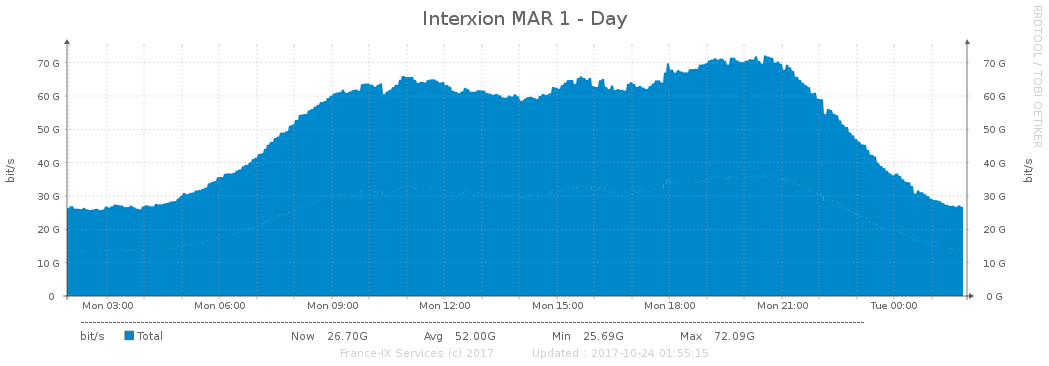 Interxion MAR 1 - Day
RRDTOOL / TOBI OETIKER
bit/s
bit/s
70 G 70 G
60 G 60 G
50 G 50 G
40 G 40 G
30 G 30 G
20 G 20 G
10 G 10 G
0 0 G
Mon 03:00 Mon 06:00 Mon 09:00 Mon 12:00 Mon 15:00 Mon 18:00 Mon 21:00 Tue 00:00
bit/s Total Now 26.70G Avg 52.00G Min 25.69G Max 72.09G
France-IX Services (c) 2017 Updated : 2017-10-24 01:55:15